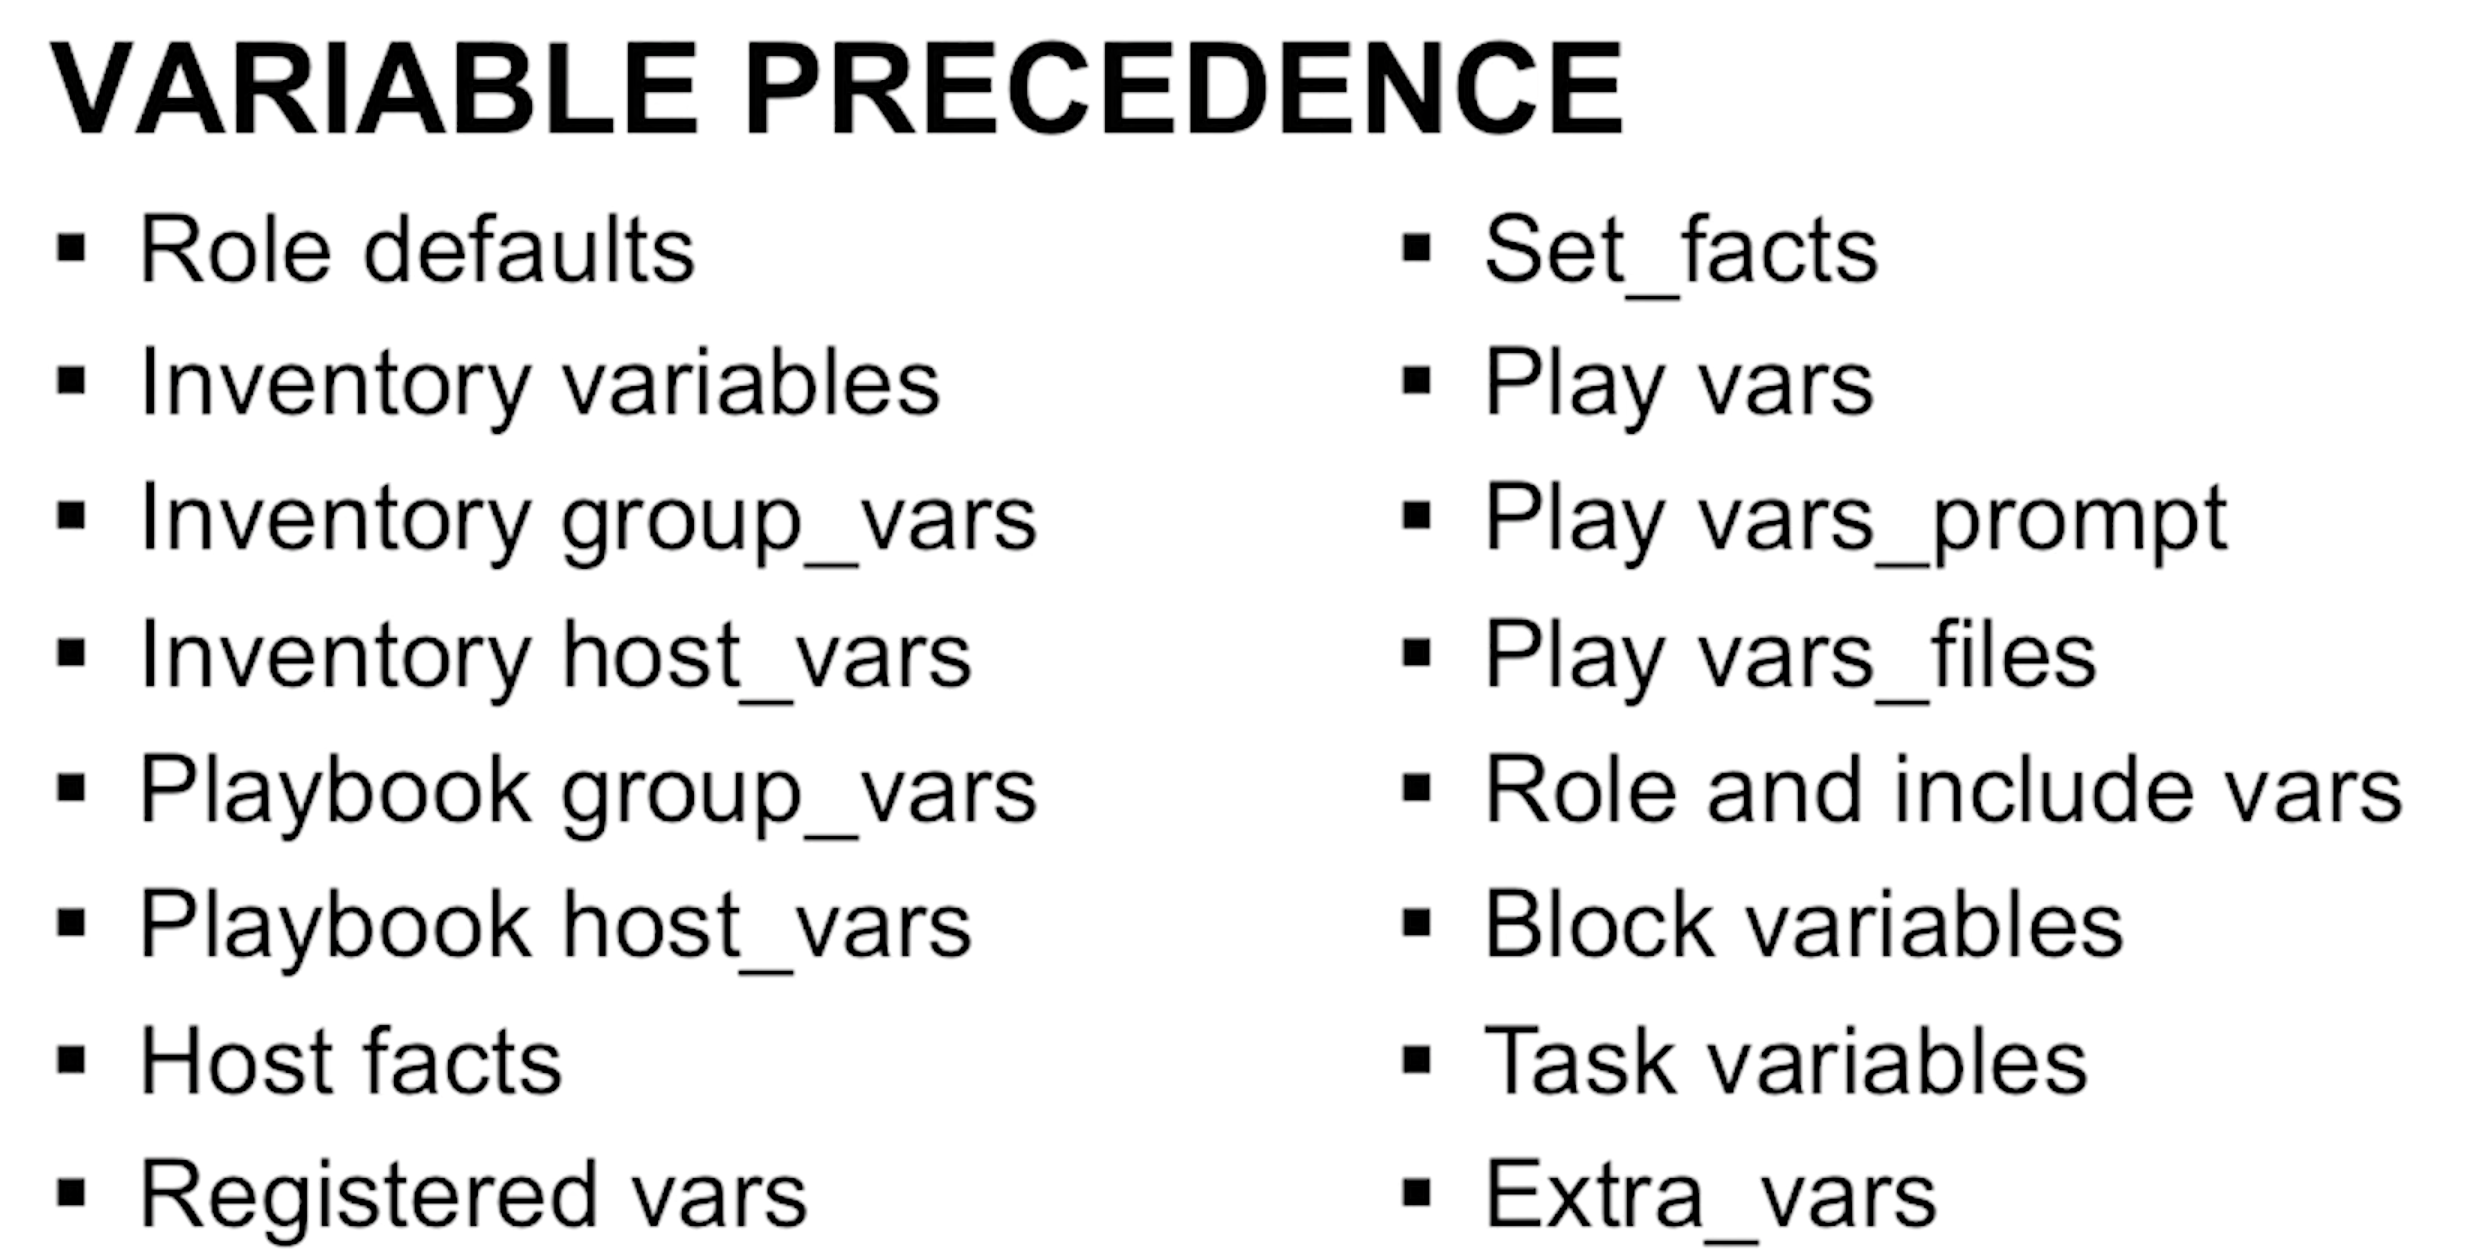 VARIABLE PRECEDENCE
▪ Role defaults
▪ Inventory variables
▪ Inventory group_vars
▪ Inventory host_vars
▪ Playbook group_vars
▪ Playbook host_vars
▪ Host facts
▪ Registered vars
▪ Set_facts
▪ Play vars
▪ Play vars_prompt
▪ Play vars_files
▪ Role and include vars
▪ Block variables
▪ Task variables
▪ Extra_vars